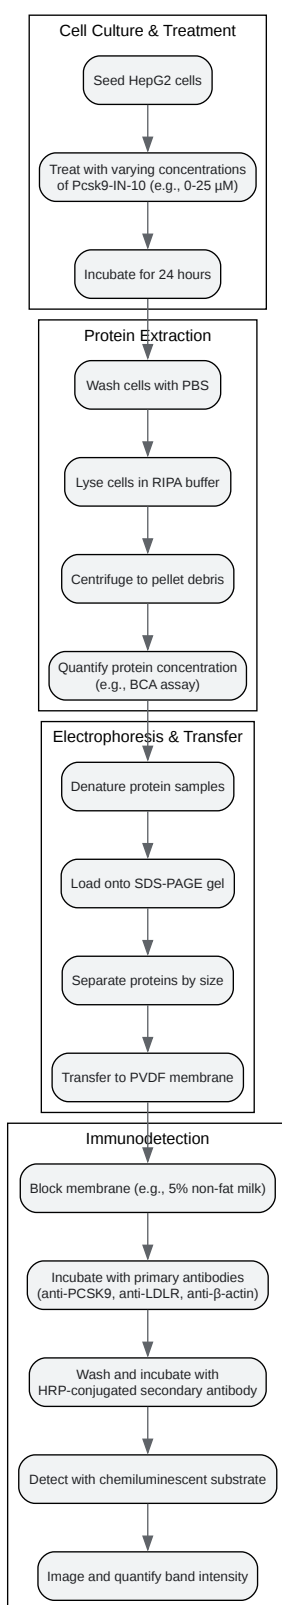 Cell Culture & Treatment
Seed HepG2 cells
Treat with varying concentrations
of Pcsk9-IN-10 (e.g., 0-25 µM)
Incubate for 24 hours
Protein Extraction
Wash cells with PBS
Lyse cells in RIPA buffer
Centrifuge to pellet debris
Quantify protein concentration
(e.g., BCA assay)
Electrophoresis & Transfer
Denature protein samples
Load onto SDS-PAGE gel
Separate proteins by size
Transfer to PVDF membrane
Immunodetection
Block membrane (e.g., 5% non-fat milk)
Incubate with primary antibodies
(anti-PCSK9, anti-LDLR, anti-β-actin)
Wash and incubate with
HRP-conjugated secondary antibody
Detect with chemiluminescent substrate
Image and quantify band intensity